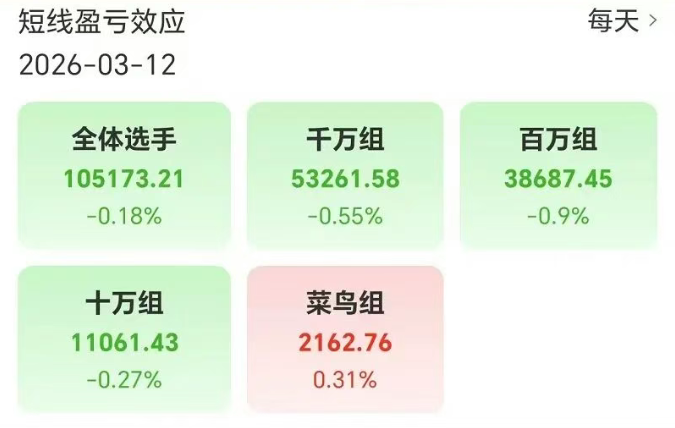 短线盈亏效应
每天 >
2026-03-12
全体选手
105173.21
-0.18%
千万组
53261.58
-0.55%
百万组
38687.45
-0.9%
十万组
11061.43
-0.27%
菜鸟组
2162.76
0.31%